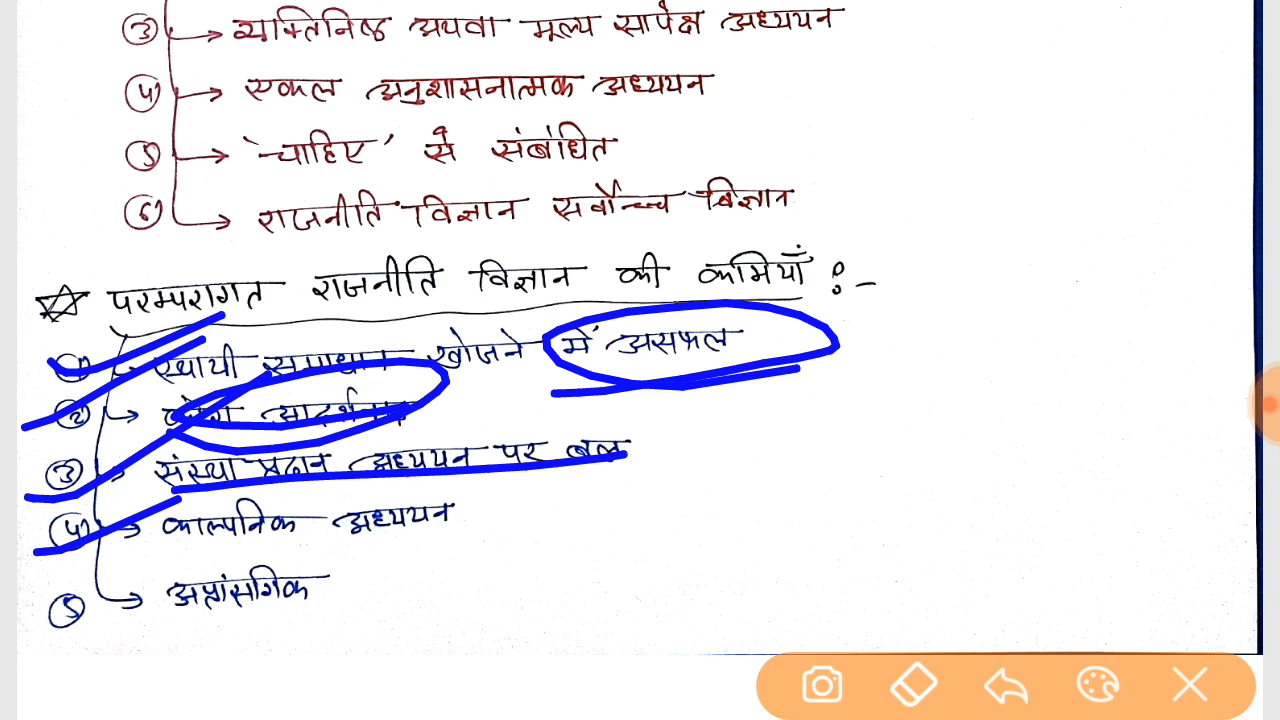 ③ → व्यक्तिनिष्ठ अथवा मूल्य सापेक्ष अध्ययन
④ → एकल अनुशासनात्मक अध्ययन
⑤ → 'चाहिए' से संबंधित
⑥ → राजनीति विज्ञान सर्वोच्च विज्ञान
☆ परम्परागत राजनीति विज्ञान की कमियाँ :-
① → स्थायी समाधान खोजने में असफल
② →
③ → संस्था प्रधान अध्ययन पर बल
④ → काल्पनिक अध्ययन
⑤ → अप्रांसगिक